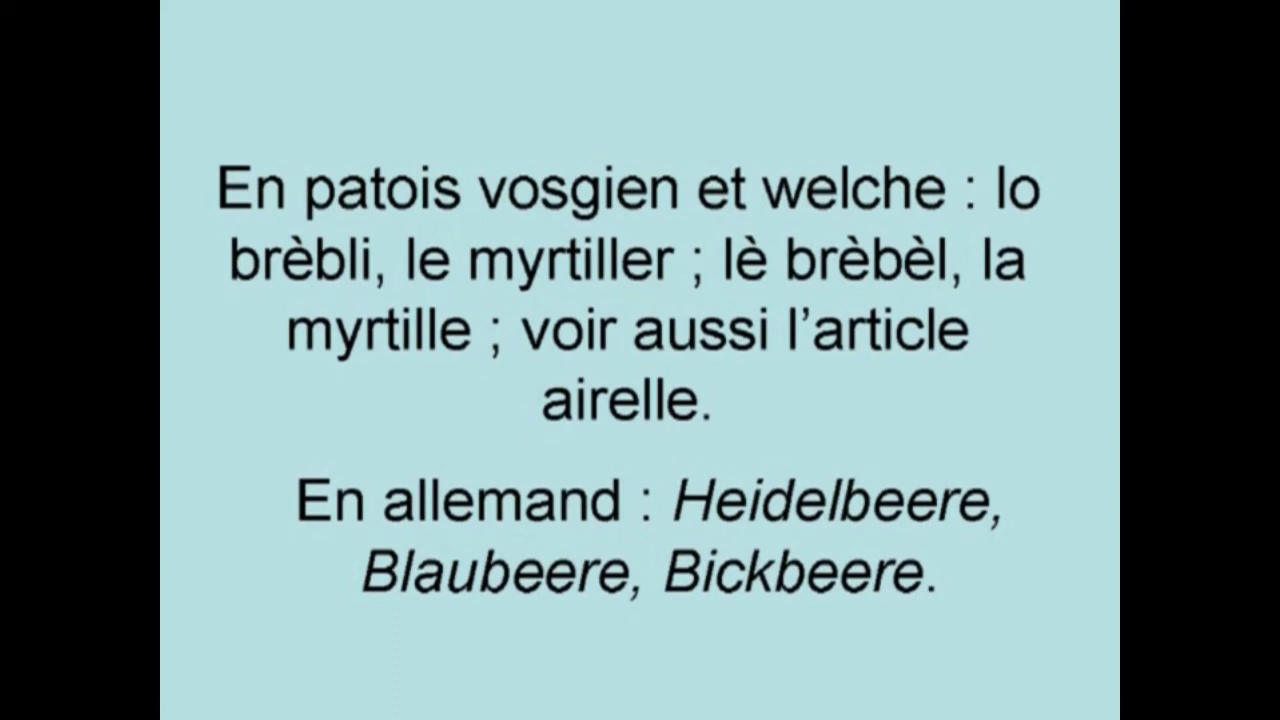 En patois vosgien et welche : lo
brèbli, le myrtiller ; lè brèbèl, la
myrtille ; voir aussi l’article
airelle.
En allemand : Heidelbeere,
Blaubeere, Bickbeere.